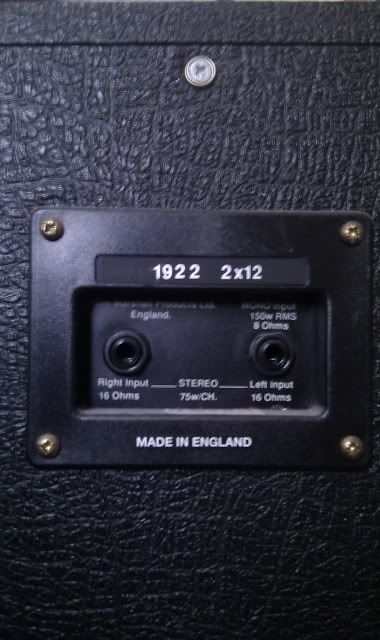 1922 2x12
Marshall Products Ltd.
England.
MONO Input
150w RMS
8 Ohms
Right Input STEREO Left Input
16 Ohms 75w/CH. 16 Ohms
MADE IN ENGLAND